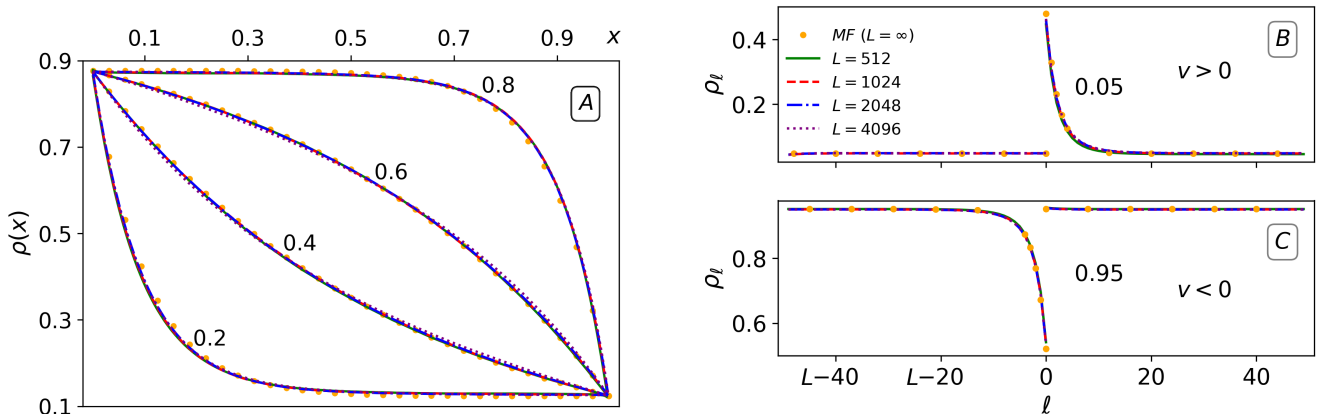 0.1 0.3 0.5 0.7 0.9 x
0.9
0.7
0.5
0.3
0.1
ρ(x)
A
0.8
0.6
0.4
0.2
0.4
0.2
ρℓ
MF (L = ∞)
L = 512
L = 1024
L = 2048
L = 4096
0.05
v > 0
B
0.8
0.6
ρℓ
0.95
v < 0
C
L−40 L−20 0 20 40
ℓ